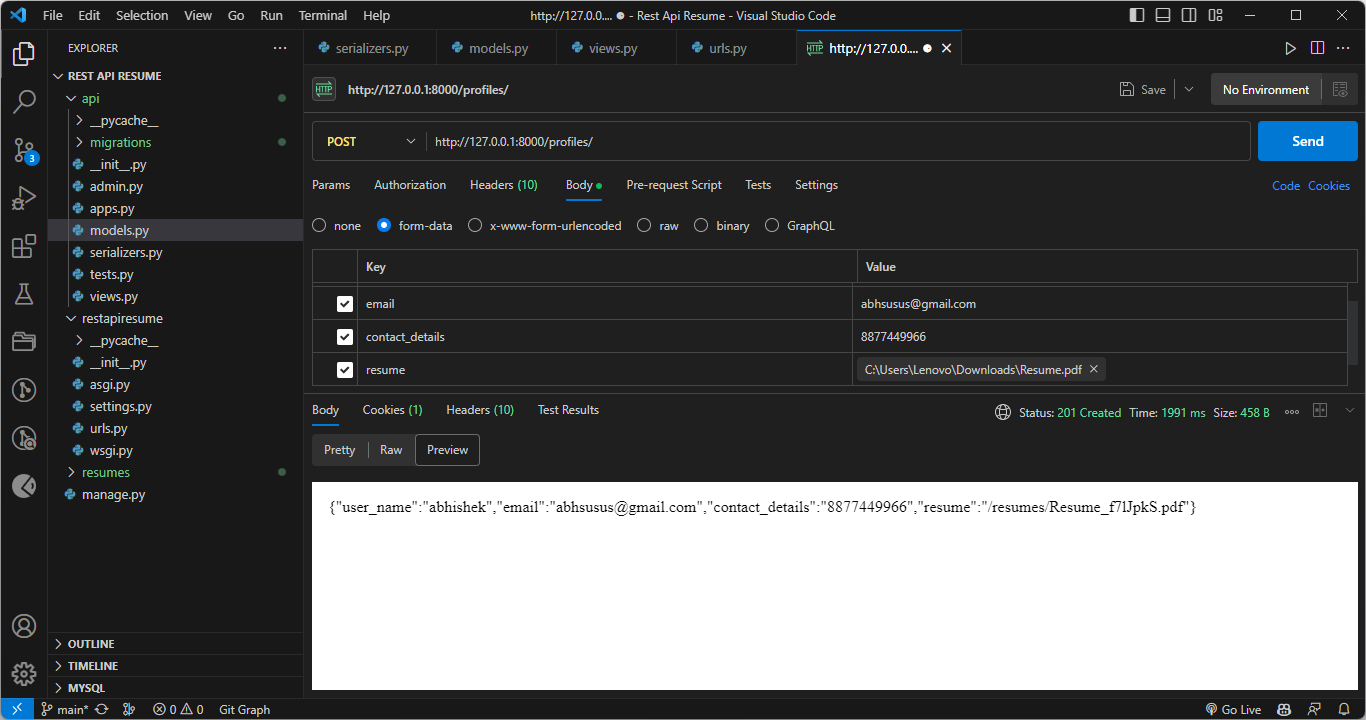 File Edit Selection View Go Run Terminal Help http://127.0.0.... ● - Rest Api Resume - Visual Studio Code
EXPLORER
REST API RESUME
api
__pycache__
migrations
__init__.py
admin.py
apps.py
models.py
serializers.py
tests.py
views.py
restapiresume
__pycache__
__init__.py
asgi.py
settings.py
urls.py
wsgi.py
resumes
manage.py
OUTLINE
TIMELINE
MYSQL
3
serializers.py models.py views.py urls.py HTTP http://127.0.0.... ●
HTTP http://127.0.0.1:8000/profiles/ Save No Environment
POST http://127.0.0.1:8000/profiles/ Send
Params Authorization Headers (10) Body Pre-request Script Tests Settings Code Cookies
none form-data x-www-form-urlencoded raw binary GraphQL
Key Value
email abhsusus@gmail.com
contact_details 8877449966
resume C:\Users\Lenovo\Downloads\Resume.pdf
Body Cookies (1) Headers (10) Test Results Status: 201 Created Time: 1991 ms Size: 458 B
Pretty Raw Preview
{"user_name":"abhishek","email":"abhsusus@gmail.com","contact_details":"8877449966","resume":"/resumes/Resume_f7lJpkS.pdf"}
main* 0 0 Git Graph Go Live